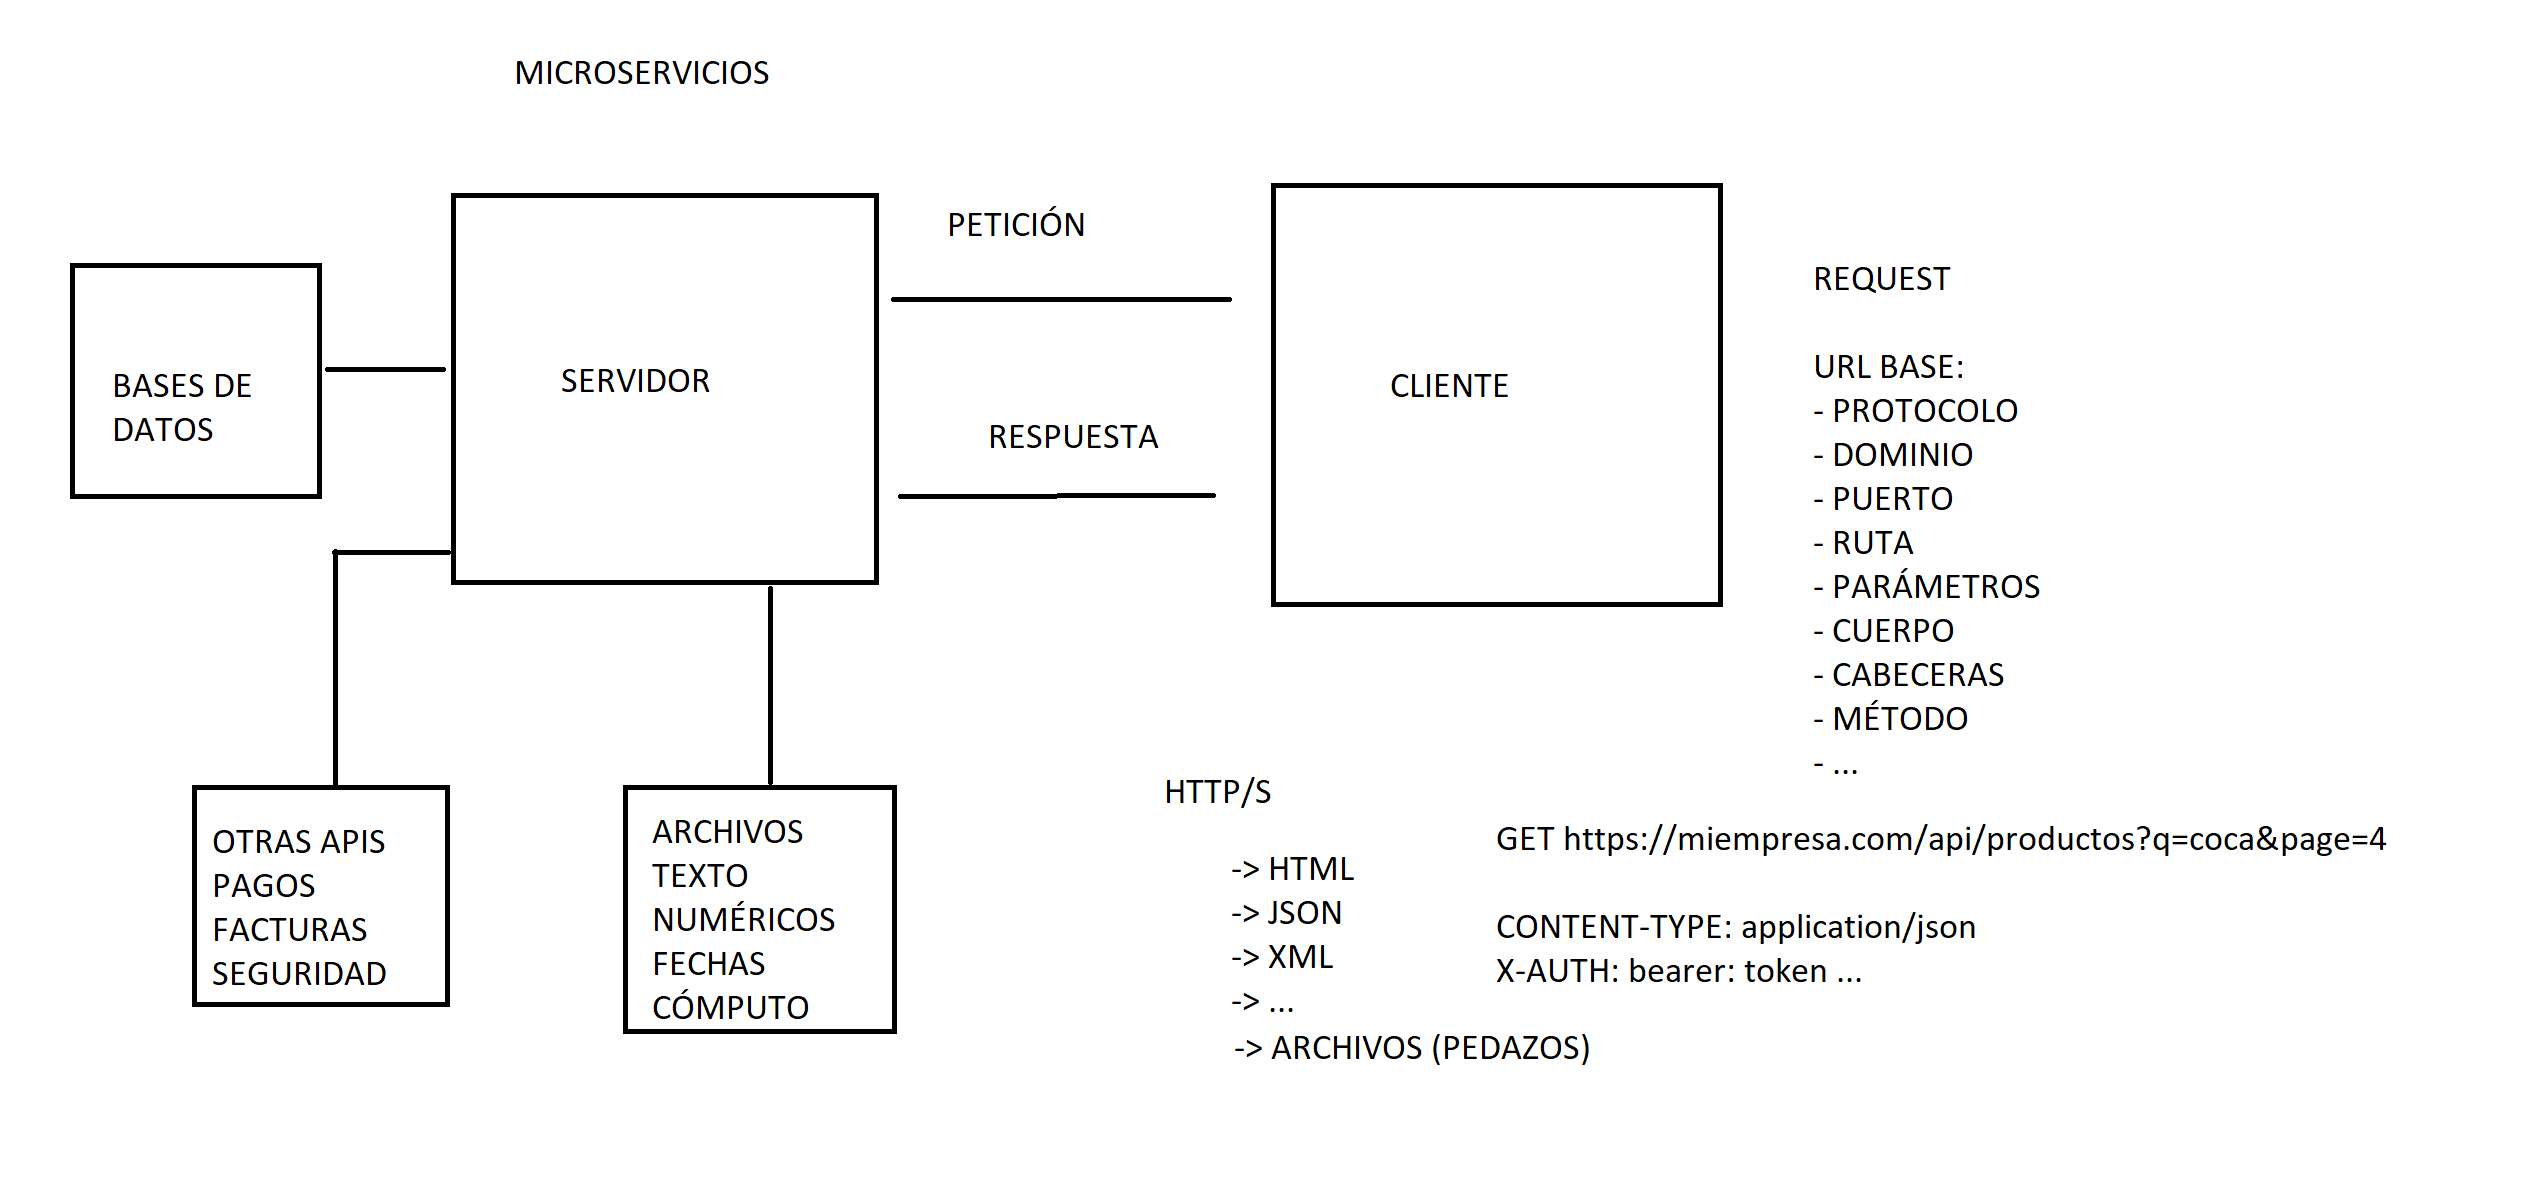 MICROSERVICIOS
BASES DE
DATOS
SERVIDOR
PETICIÓN
RESPUESTA
CLIENTE
REQUEST
URL BASE:
- PROTOCOLO
- DOMINIO
- PUERTO
- RUTA
- PARÁMETROS
- CUERPO
- CABECERAS
- MÉTODO
- ...
OTRAS APIS
PAGOS
FACTURAS
SEGURIDAD
ARCHIVOS
TEXTO
NUMÉRICOS
FECHAS
CÓMPUTO
HTTP/S
-> HTML
-> JSON
-> XML
-> ...
-> ARCHIVOS (PEDAZOS)
GET https://miempresa.com/api/productos?q=coca&page=4
CONTENT-TYPE: application/json
X-AUTH: bearer: token ...